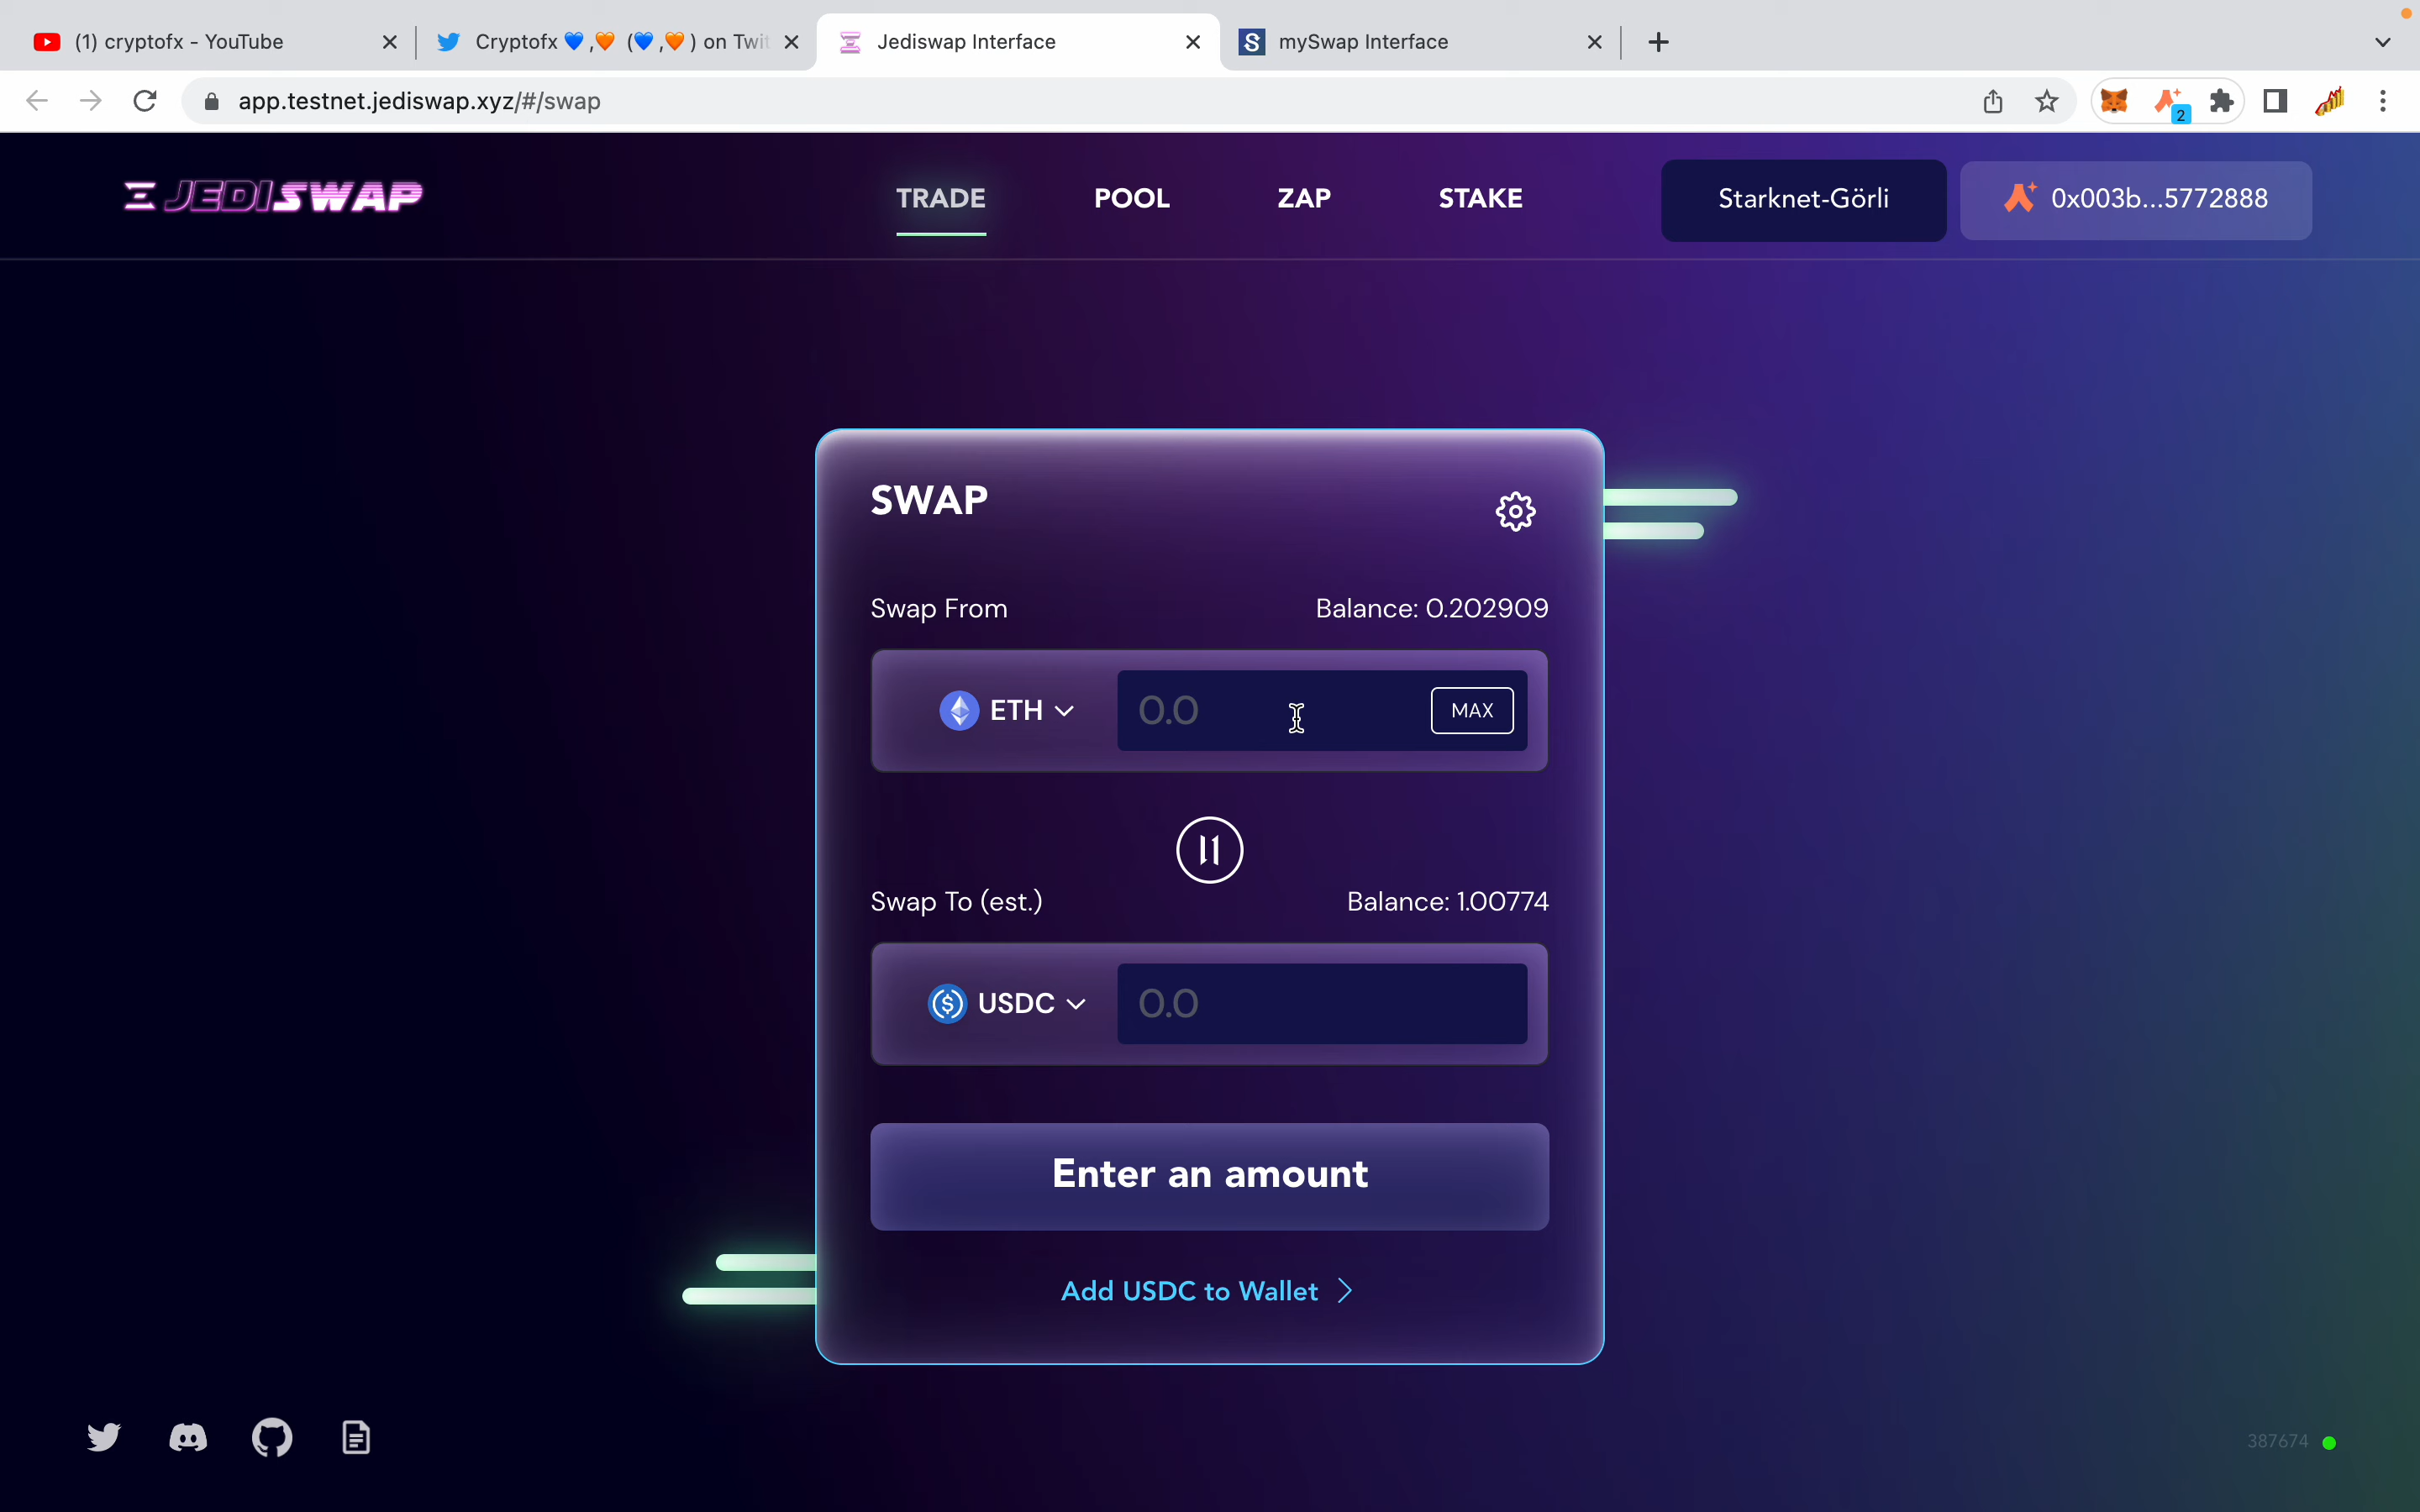 (1) cryptofx - YouTube
Cryptofx 💙,🧡 (💙,🧡) on Twit
Jediswap Interface
mySwap Interface
app.testnet.jediswap.xyz/#/swap
2
JEDISWAP
TRADE
POOL
ZAP
STAKE
Starknet-Görli
0x003b...5772888
SWAP
Swap From
Balance: 0.202909
ETH
0.0
MAX
Swap To (est.)
Balance: 1.00774
USDC
0.0
Enter an amount
Add USDC to Wallet
387674